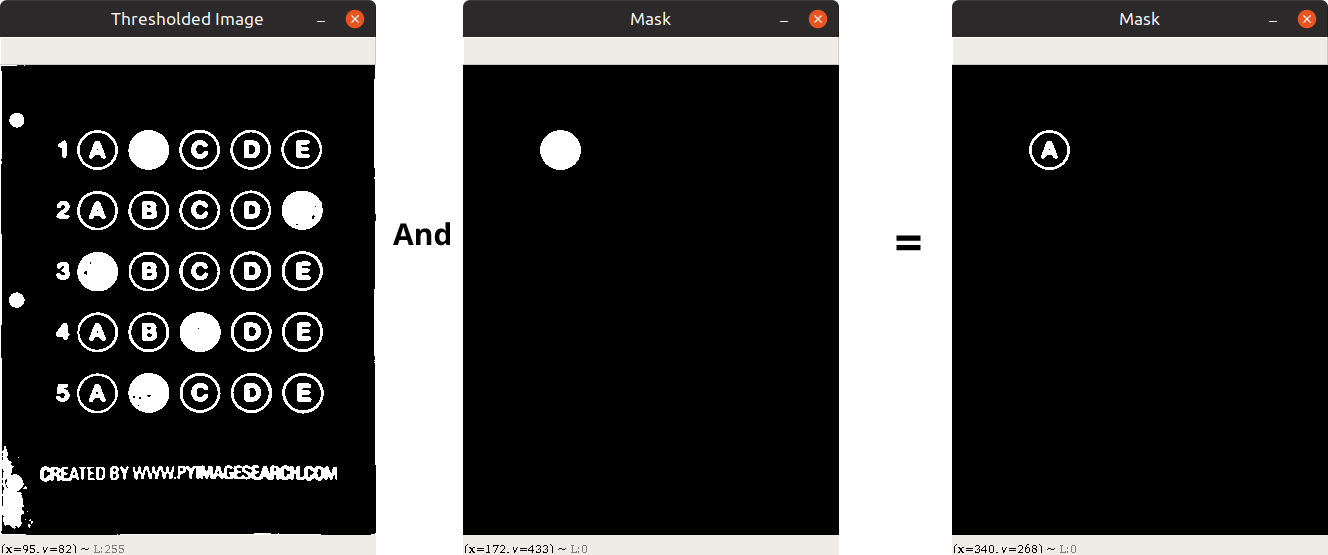 Thresholded Image
Mask
Mask
1 A C D E
2 A B C D
3 B C D E
4 A B D E
5 A C D E
CREATED BY WWW.PYIMAGESEARCH.COM
And
=
A
(x=95, y=82) ~ L:255
(x=172, y=433) ~ L:0
(x=340, y=268) ~ L:0